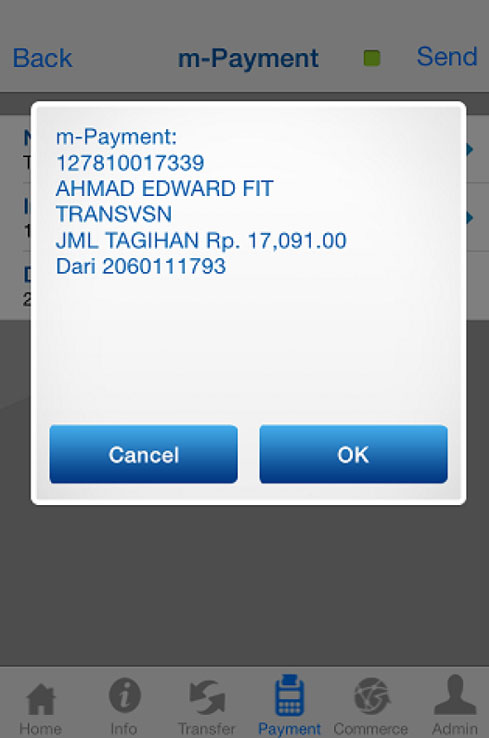 Back m-Payment Send
m-Payment:
127810017339
AHMAD EDWARD FIT
TRANSVSN
JML TAGIHAN Rp. 17,091.00
Dari 2060111793
Cancel OK
Home Info Transfer Payment Commerce Admin